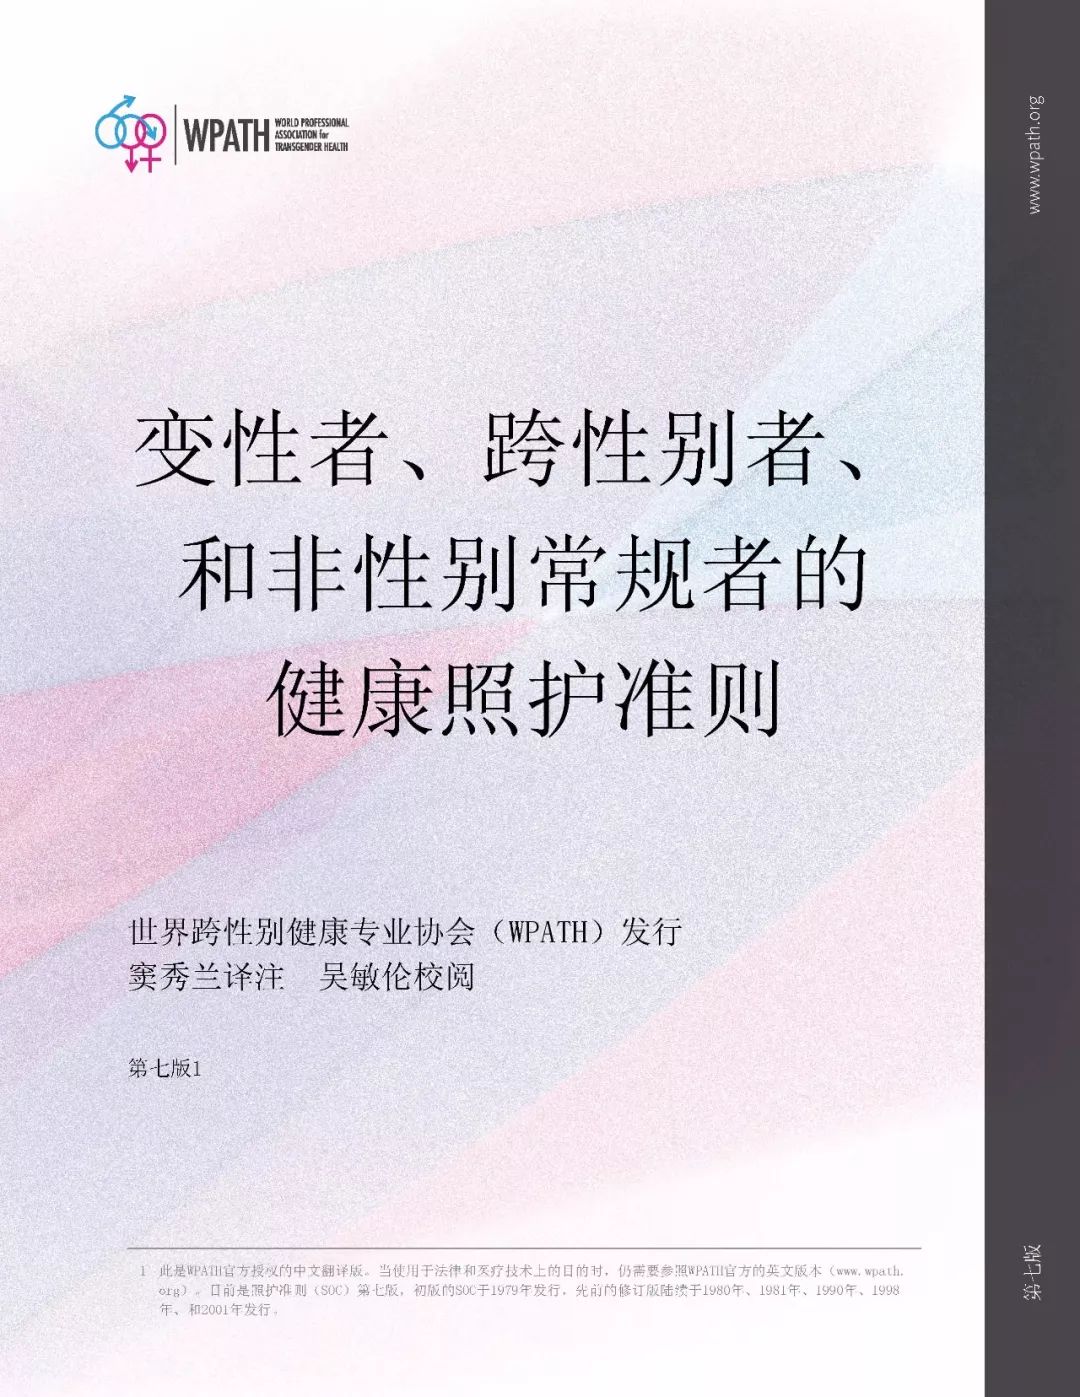 WPATH
WORLD PROFESSIONAL
ASSOCIATION for
TRANSGENDER HEALTH
www.wpath.org
变性者、跨性别者、
和非性别常规者的
健康照护准则
世界跨性别健康专业协会（WPATH）发行
窦秀兰译注 吴敏伦校阅
第七版1
1 此是WPATH官方授权的中文翻译版。当使用于法律和医疗技术上的目的时，仍需要参照WPATH官方的英文版本（www.wpath.
org）。目前是照护准则（SOC）第七版，初版的SOC于1979年发行，先前的修订版陆续于1980年、1981年、1990年、1998
年、和2001年发行。
第七版